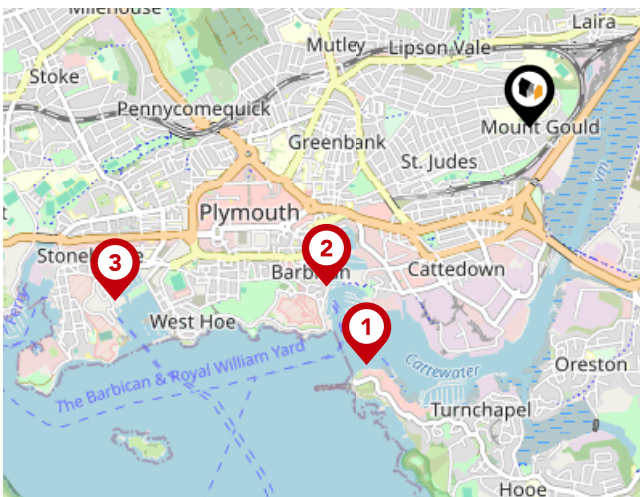 Milehouse
Laira
Mutley
Lipson Vale
Stoke
Pennycomequick
Mount Gould
Greenbank
St. Judes
Plymouth
2
3
Barbican
Cattedown
West Hoe
1
The Barbican & Royal William Yard
Cattewater
Oreston
Turnchapel
Hooe